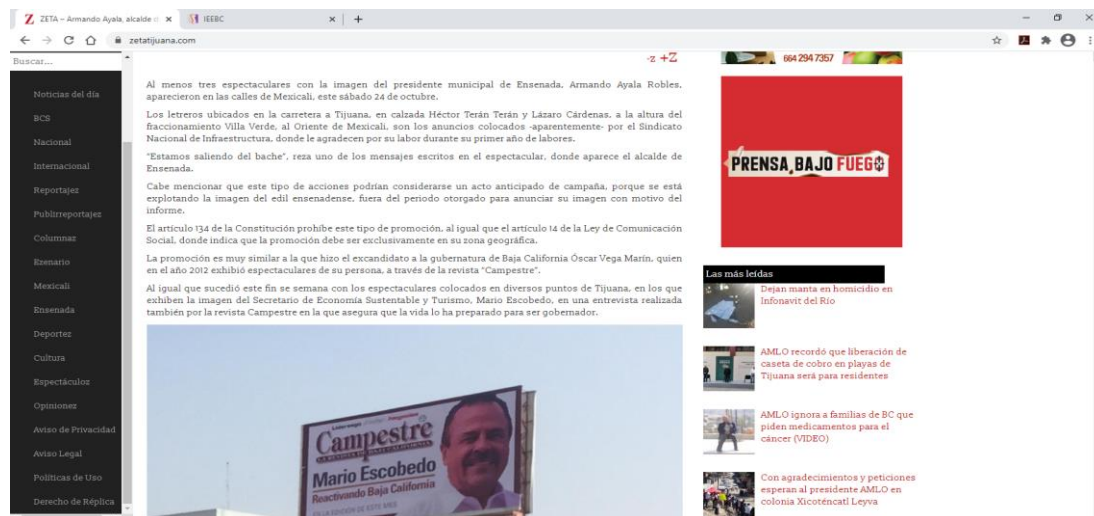 ZETA – Armando Ayala, alcalde
IEEBC
zetatijuana.com
Buscar...
Noticias del día
BCS
Nacional
Internacional
Reportajez
Publirreportajez
Columnaz
Ezenario
Mexicali
Ensenada
Deportez
Cultura
Espectáculoz
Opinionez
Aviso de Privacidad
Aviso Legal
Políticas de Uso
Derecho de Réplica
-z +Z
Al menos tres espectaculares con la imagen del presidente municipal de Ensenada, Armando Ayala Robles,
aparecieron en las calles de Mexicali, este sábado 24 de octubre.
Los letreros ubicados en la carretera a Tijuana, en calzada Héctor Terán Terán y Lázaro Cárdenas, a la altura del
fraccionamiento Villa Verde, al Oriente de Mexicali, son los anuncios colocados -aparentemente- por el Sindicato
Nacional de Infraestructura, donde le agradecen por su labor durante su primer año de labores.
"Estamos saliendo del bache", reza uno de los mensajes escritos en el espectacular, donde aparece el alcalde de
Ensenada.
Cabe mencionar que este tipo de acciones podrían considerarse un acto anticipado de campaña, porque se está
explotando la imagen del edil ensenadense, fuera del periodo otorgado para anunciar su imagen con motivo del
informe.
El artículo 134 de la Constitución prohíbe este tipo de promoción, al igual que el artículo 14 de la Ley de Comunicación
Social, donde indica que la promoción debe ser exclusivamente en su zona geográfica.
La promoción es muy similar a la que hizo el excandidato a la gubernatura de Baja California Óscar Vega Marín, quien
en el año 2012 exhibió espectaculares de su persona, a través de la revista "Campestre".
Al igual que sucedió este fin se semana con los espectaculares colocados en diversos puntos de Tijuana, en los que
exhiben la imagen del Secretario de Economía Sustentable y Turismo, Mario Escobedo, en una entrevista realizada
también por la revista Campestre en la que asegura que la vida lo ha preparado para ser gobernador.
Campestre
LA REVISTA DE BAJA CALIFORNIA
Mario Escobedo
Reactivando Baja California
664 294 7357
PRENSA BAJO FUEGO
Las más leídas
Dejan manta en homicidio en
Infonavit del Río
AMLO recordó que liberación de
caseta de cobro en playas de
Tijuana será para residentes
AMLO ignora a familias de BC que
piden medicamentos para el
cáncer (VIDEO)
Con agradecimientos y peticiones
esperan al presidente AMLO en
colonia Xicoténcatl Leyva